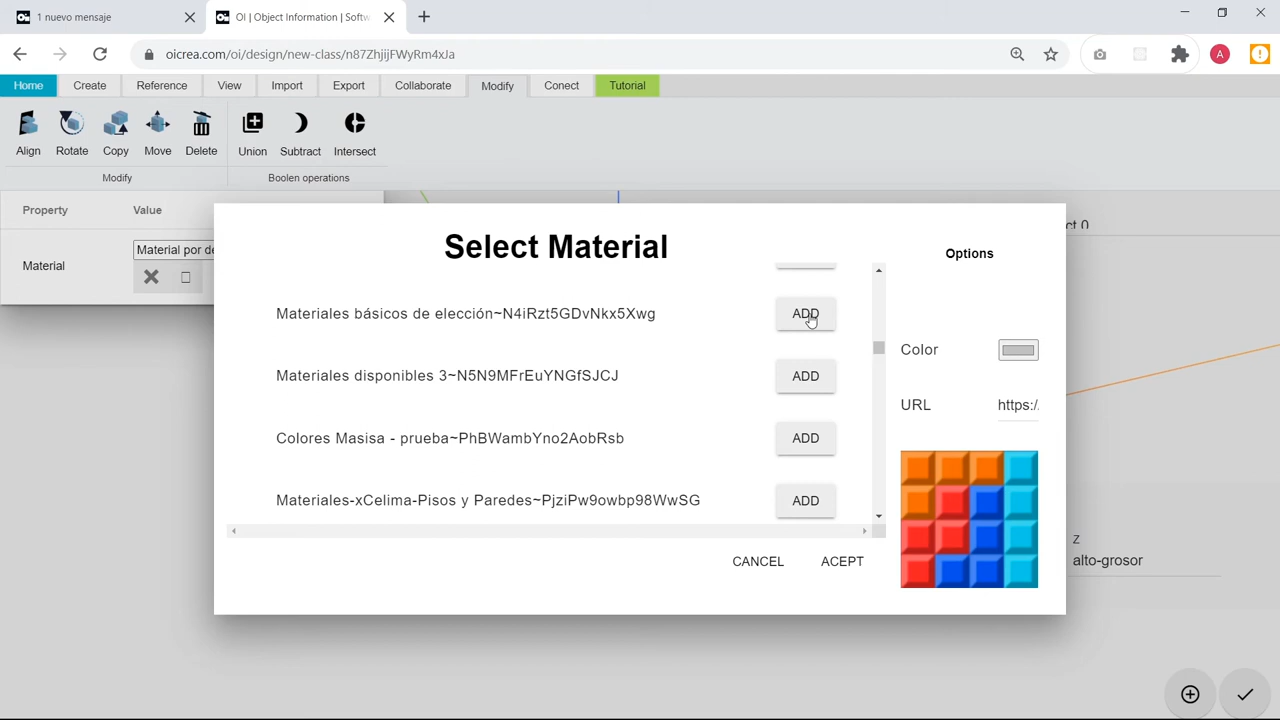 1 nuevo mensaje
OI | Object Information | Softw
oicrea.com/oi/design/new-class/n87ZhjijFWyRm4xJa
A
Home Create Reference View Import Export Collaborate Modify Conect Tutorial
Align Rotate Copy Move Delete Union Subtract Intersect
Modify Boolen operations
Property Value
Material Material por de
ct 0
Select Material
Options
Materiales básicos de elección~N4iRzt5GDvNkx5Xwg ADD
Materiales disponibles 3~N5N9MFrEuYNGfSJCJ ADD
Colores Masisa - prueba~PhBWambYno2AobRsb ADD
Materiales-xCelima-Pisos y Paredes~PjziPw9owbp98WwSG ADD
Color
URL https:/.
CANCEL ACEPT
z
alto-grosor